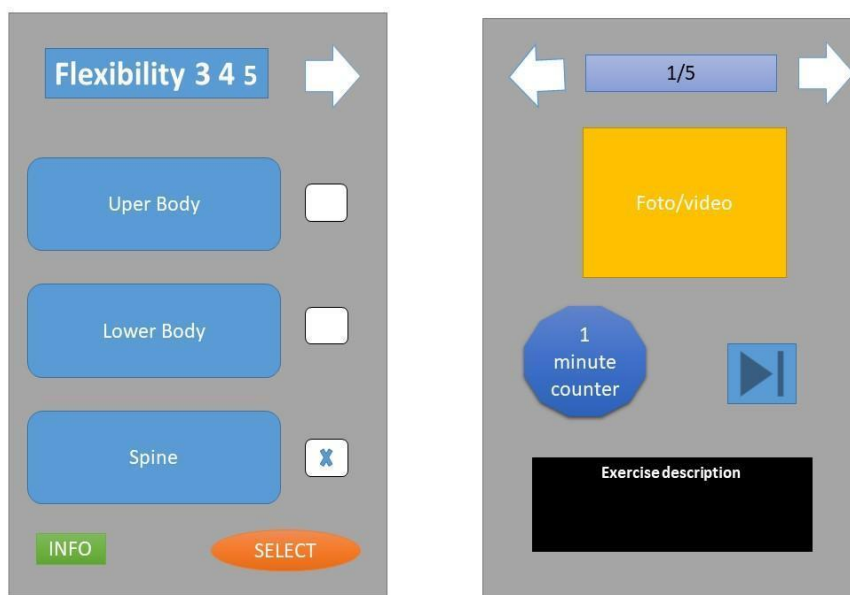 Flexibility 3 4 5
Uper Body
Lower Body
Spine
X
INFO
SELECT
1/5
Foto/video
1
minute
counter
Exercise description